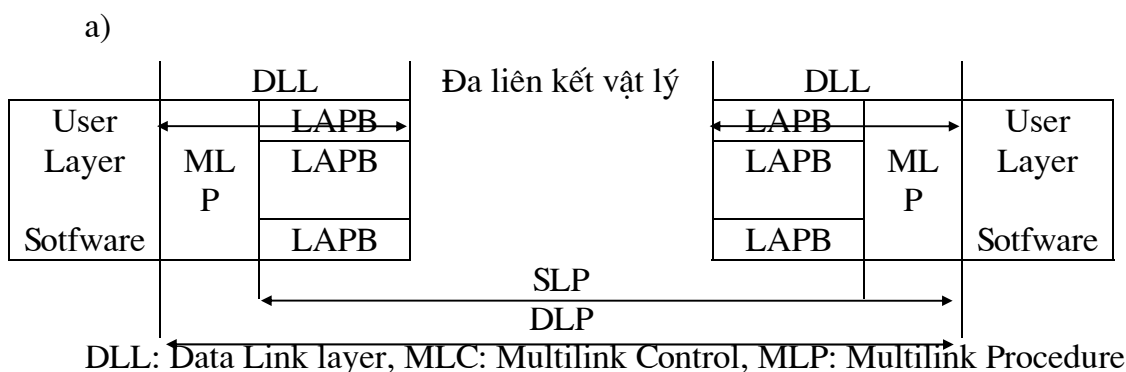 a)
DLL Đa liên kết vật lý DLL
User LAPB LAPB User
Layer ML LAPB LAPB ML Layer
P P
Sotfware LAPB LAPB Sotfware
SLP
DLP
DLL: Data Link layer, MLC: Multilink Control, MLP: Multilink Procedure